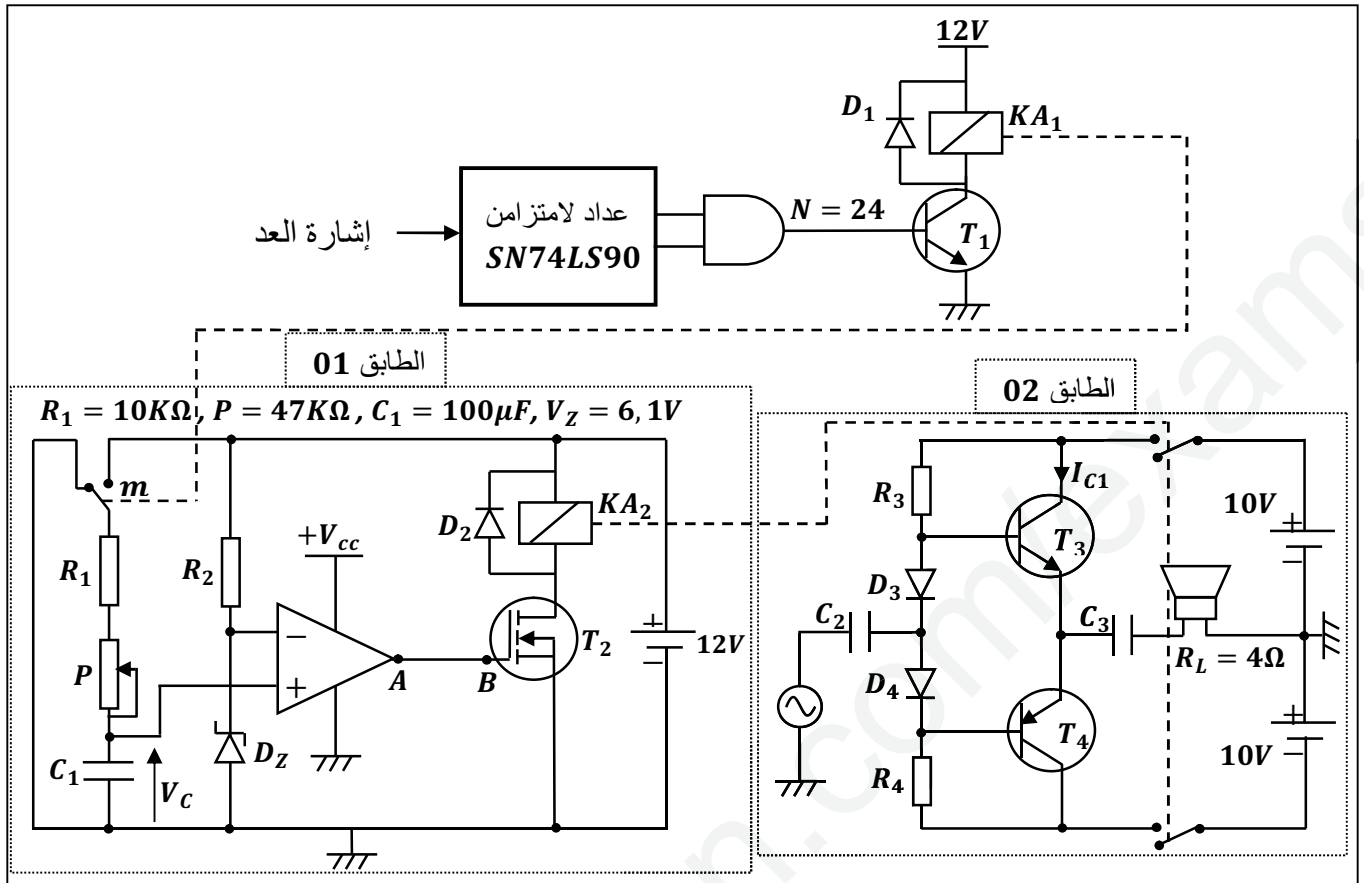 12V
D₁
KA₁
إشارة العد
عداد لامتزامن
SN74LS90
N = 24
T₁
الطابق 01
الطابق 02
R₁ = 10KΩ, P = 47KΩ, C₁ = 100μF, V_Z = 6,1V
m
R₁
P
C₁
V_C
R₂
D_Z
+V_cc
−
+
A
B
D₂
KA₂
T₂
+
−
12V
R₃
I_C1
T₃
D₃
C₂
D₄
C₃
R_L = 4Ω
T₄
R₄
10V
+
−
10V
+
−
n.com/exams